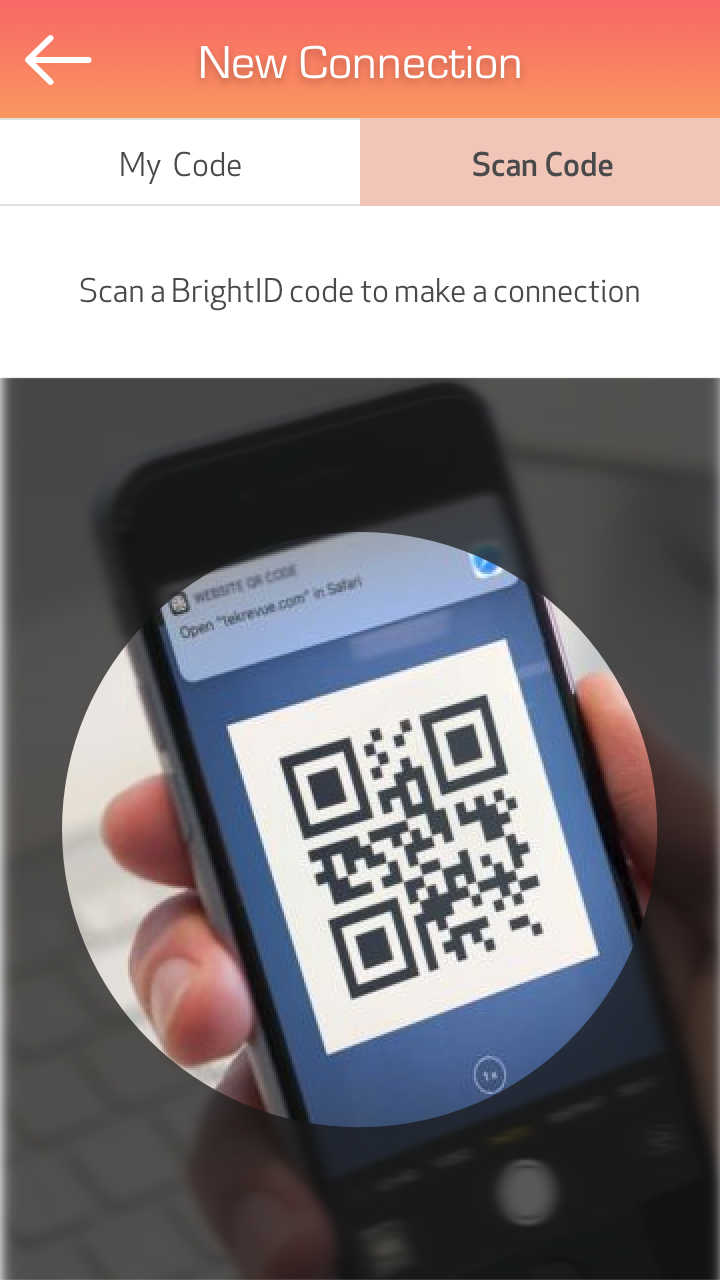 New Connection
My Code
Scan Code
Scan a BrightID code to make a connection
WEBSITE QR CODE
Open "tekrevue.com" in Safari
1x